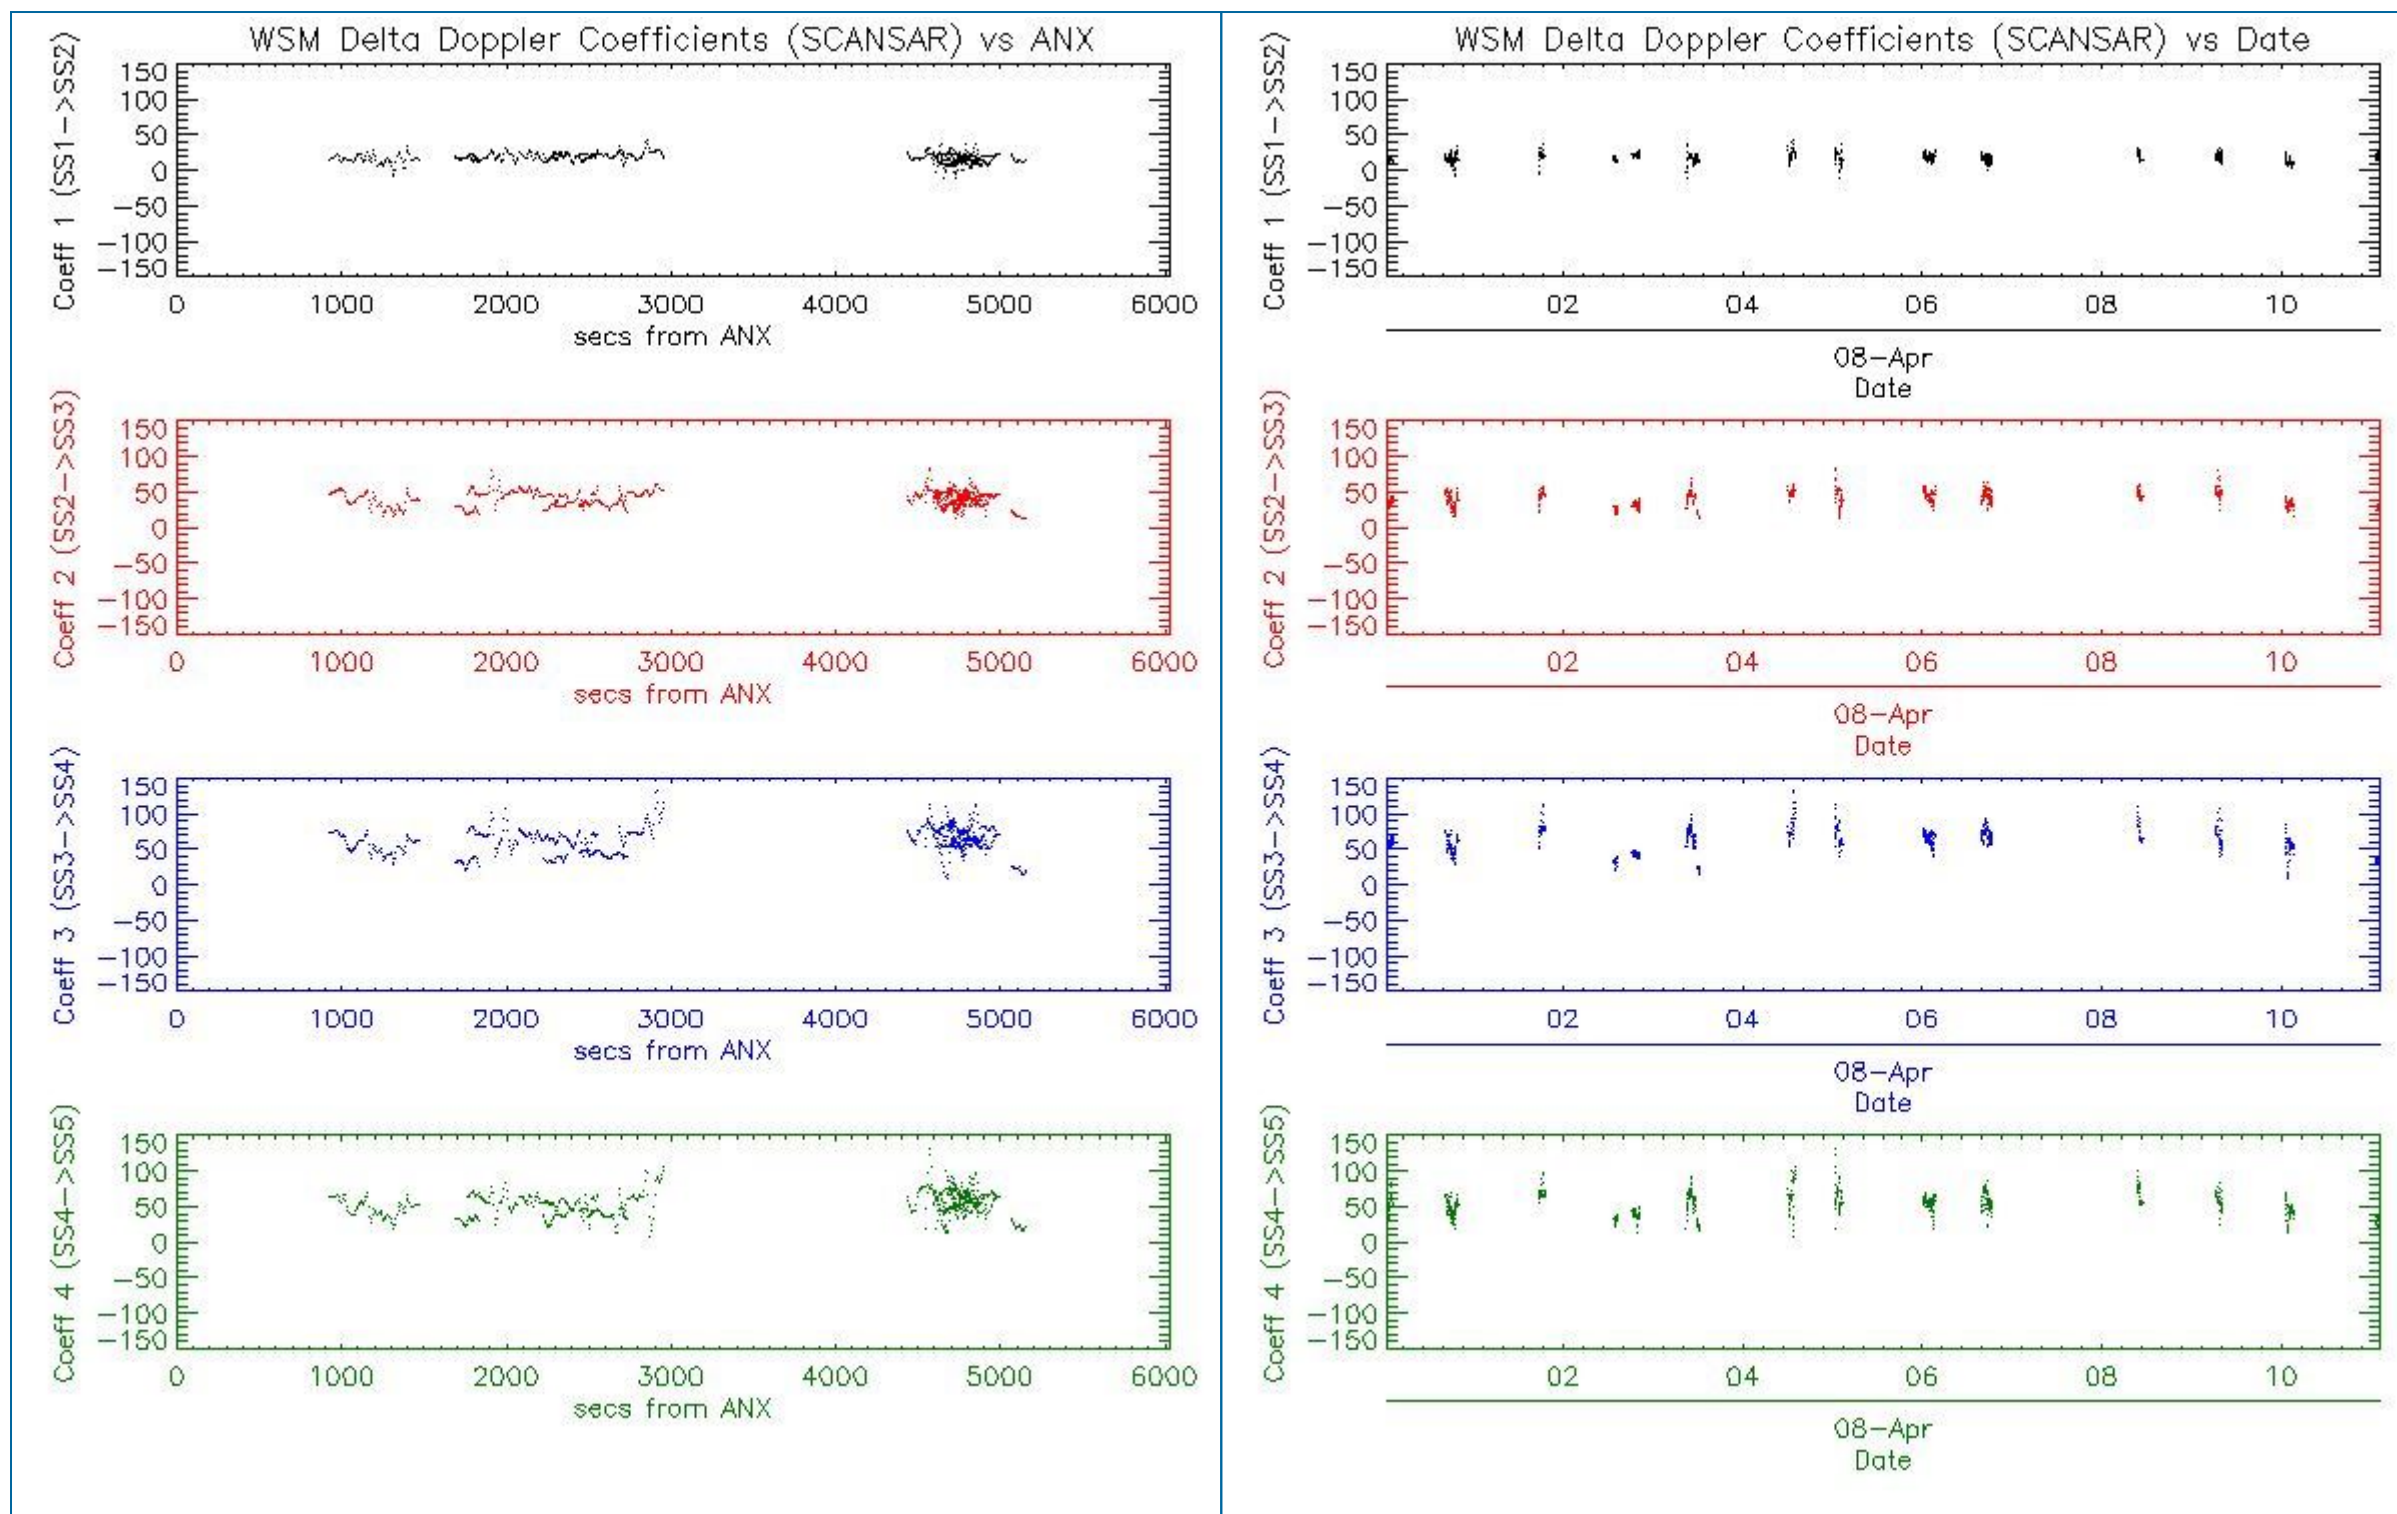 WSM Delta Doppler Coefficients (SCANSAR) vs ANX
Coeff 1 (SS1->SS2)
150
100
50
0
-50
-100
-150
0 1000 2000 3000 4000 5000 6000
secs from ANX
Coeff 2 (SS2->SS3)
150
100
50
0
-50
-100
-150
0 1000 2000 3000 4000 5000 6000
secs from ANX
Coeff 3 (SS3->SS4)
150
100
50
0
-50
-100
-150
0 1000 2000 3000 4000 5000 6000
secs from ANX
Coeff 4 (SS4->SS5)
150
100
50
0
-50
-100
-150
0 1000 2000 3000 4000 5000 6000
secs from ANX
WSM Delta Doppler Coefficients (SCANSAR) vs Date
Coeff 1 (SS1->SS2)
150
100
50
0
-50
-100
-150
02 04 06 08 10
08-Apr
Date
Coeff 2 (SS2->SS3)
150
100
50
0
-50
-100
-150
02 04 06 08 10
08-Apr
Date
Coeff 3 (SS3->SS4)
150
100
50
0
-50
-100
-150
02 04 06 08 10
08-Apr
Date
Coeff 4 (SS4->SS5)
150
100
50
0
-50
-100
-150
02 04 06 08 10
08-Apr
Date